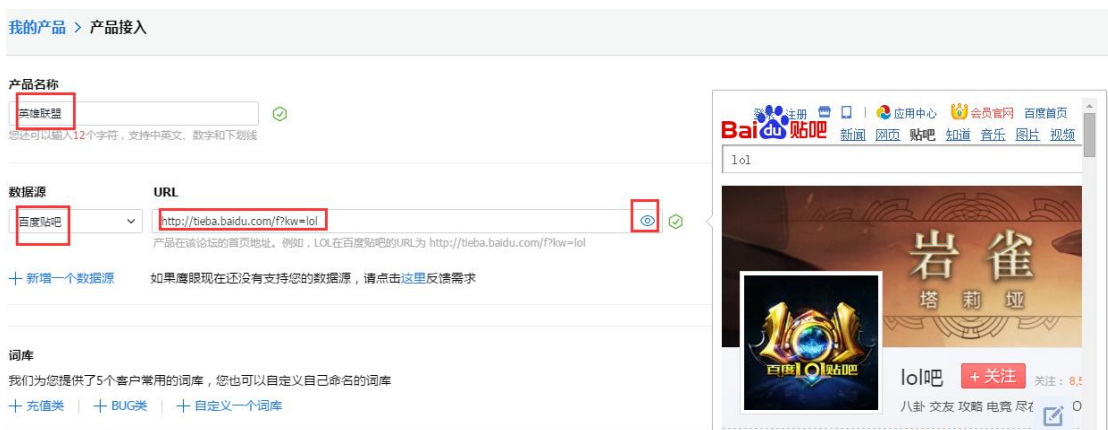 我的产品 > 产品接入
产品名称
英雄联盟
您还可以输入12个字符，支持中英文、数字和下划线
数据源 URL
百度贴吧 http://tieba.baidu.com/f?kw=lol
产品在该论坛的首页地址。例如，LOL在百度贴吧的URL为 http://tieba.baidu.com/f?kw=lol
+ 新增一个数据源 如果鹰眼现在还没有支持您的数据源，请点击这里反馈需求
词库
我们为您提供了5个客户常用的词库，您也可以自定义自己命名的词库
+ 充值类 | + BUG类 | + 自定义一个词库
注册 应用中心 会员官网 百度首页
Bai du 贴吧 新闻 网页 贴吧 知道 音乐 图片 视频
lol
岩雀
塔莉垭
百度LOL贴吧
lol吧 +关注 关注：8,5
八卦 交友 攻略 电竞 尽在